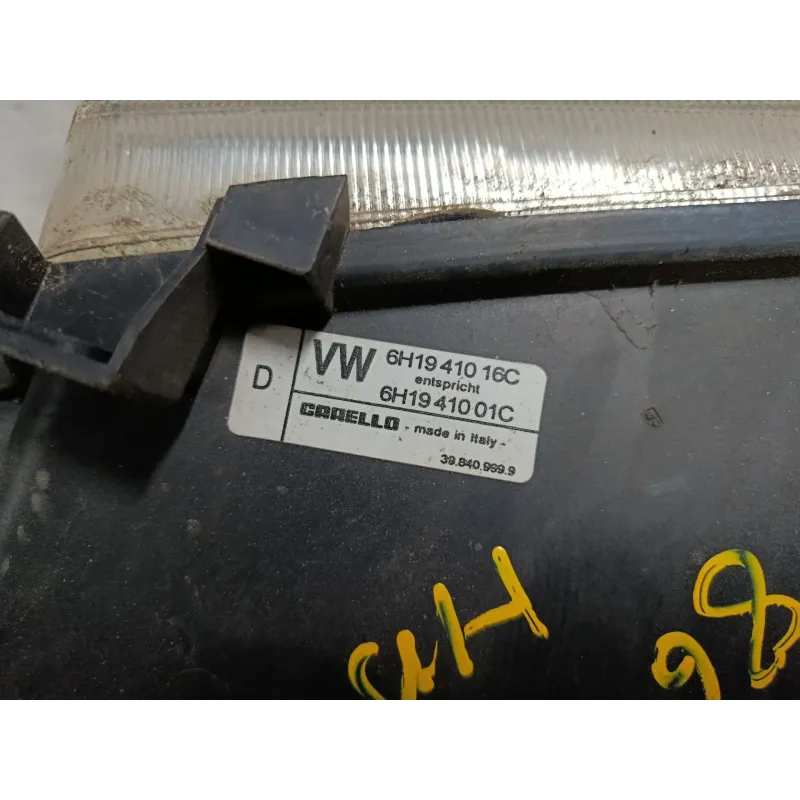 D
VW 6H19 410 16C
entspricht
6H19 410 01C
CARELLO - made in Italy -
39.840.999.9
98